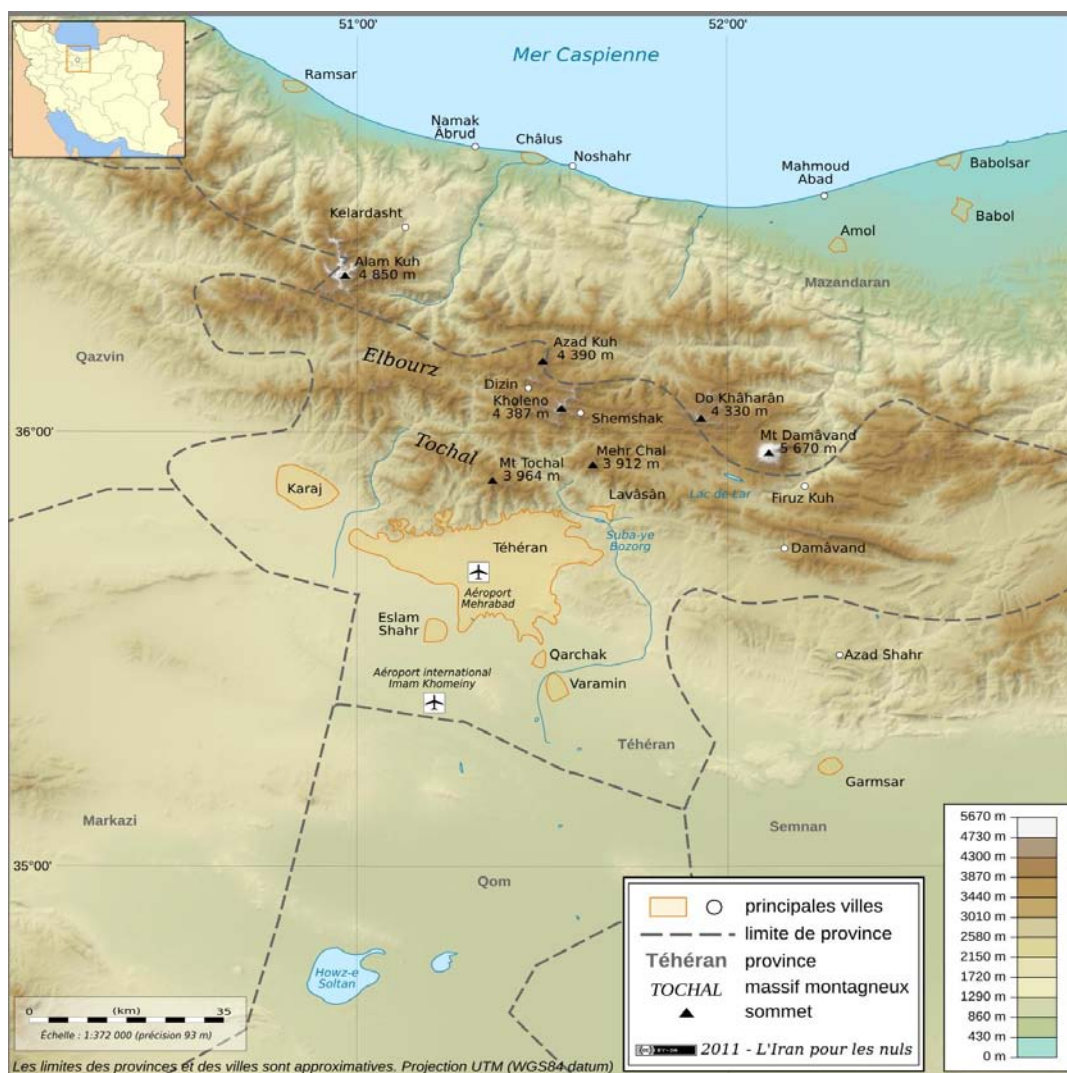 51°00'
52°00'
Mer Caspienne
Ramsar
Namak
Âbrud
Châlus
Noshahr
Mahmoud
Abad
Babolsar
Babol
Amol
Kelardasht
Alam Kuh
4 850 m
Mazandaran
Qazvin
Elbourz
Azad Kuh
4 390 m
Dizin
Kholeno
4 387 m
Shemshak
Do Khâharân
4 330 m
36°00'
Mt Damâvand
5 670 m
Tochal
Mehr Chal
3 912 m
Mt Tochal
3 964 m
Karaj
Lavâsân
Lac de Lar
Firuz Kuh
Suba-ye
Bozorg
Téhéran
Damâvand
Aéroport
Mehrabad
Eslam
Shahr
Qarchak
Azad Shahr
Aéroport international
Imam Khomeiny
Varamin
Téhéran
Garmsar
Markazi
Semnan
35°00'
Qom
Howz-e
Soltan
5670 m
4730 m
4300 m
3870 m
3440 m
3010 m
2580 m
2150 m
1720 m
1290 m
860 m
430 m
0 m
principales villes
limite de province
Téhéran province
TOCHAL massif montagneux
sommet
2011 - L'Iran pour les nuls
0 (km) 35
Échelle : 1:372 000 (précision 93 m)
Les limites des provinces et des villes sont approximatives. Projection UTM (WGS84 datum)